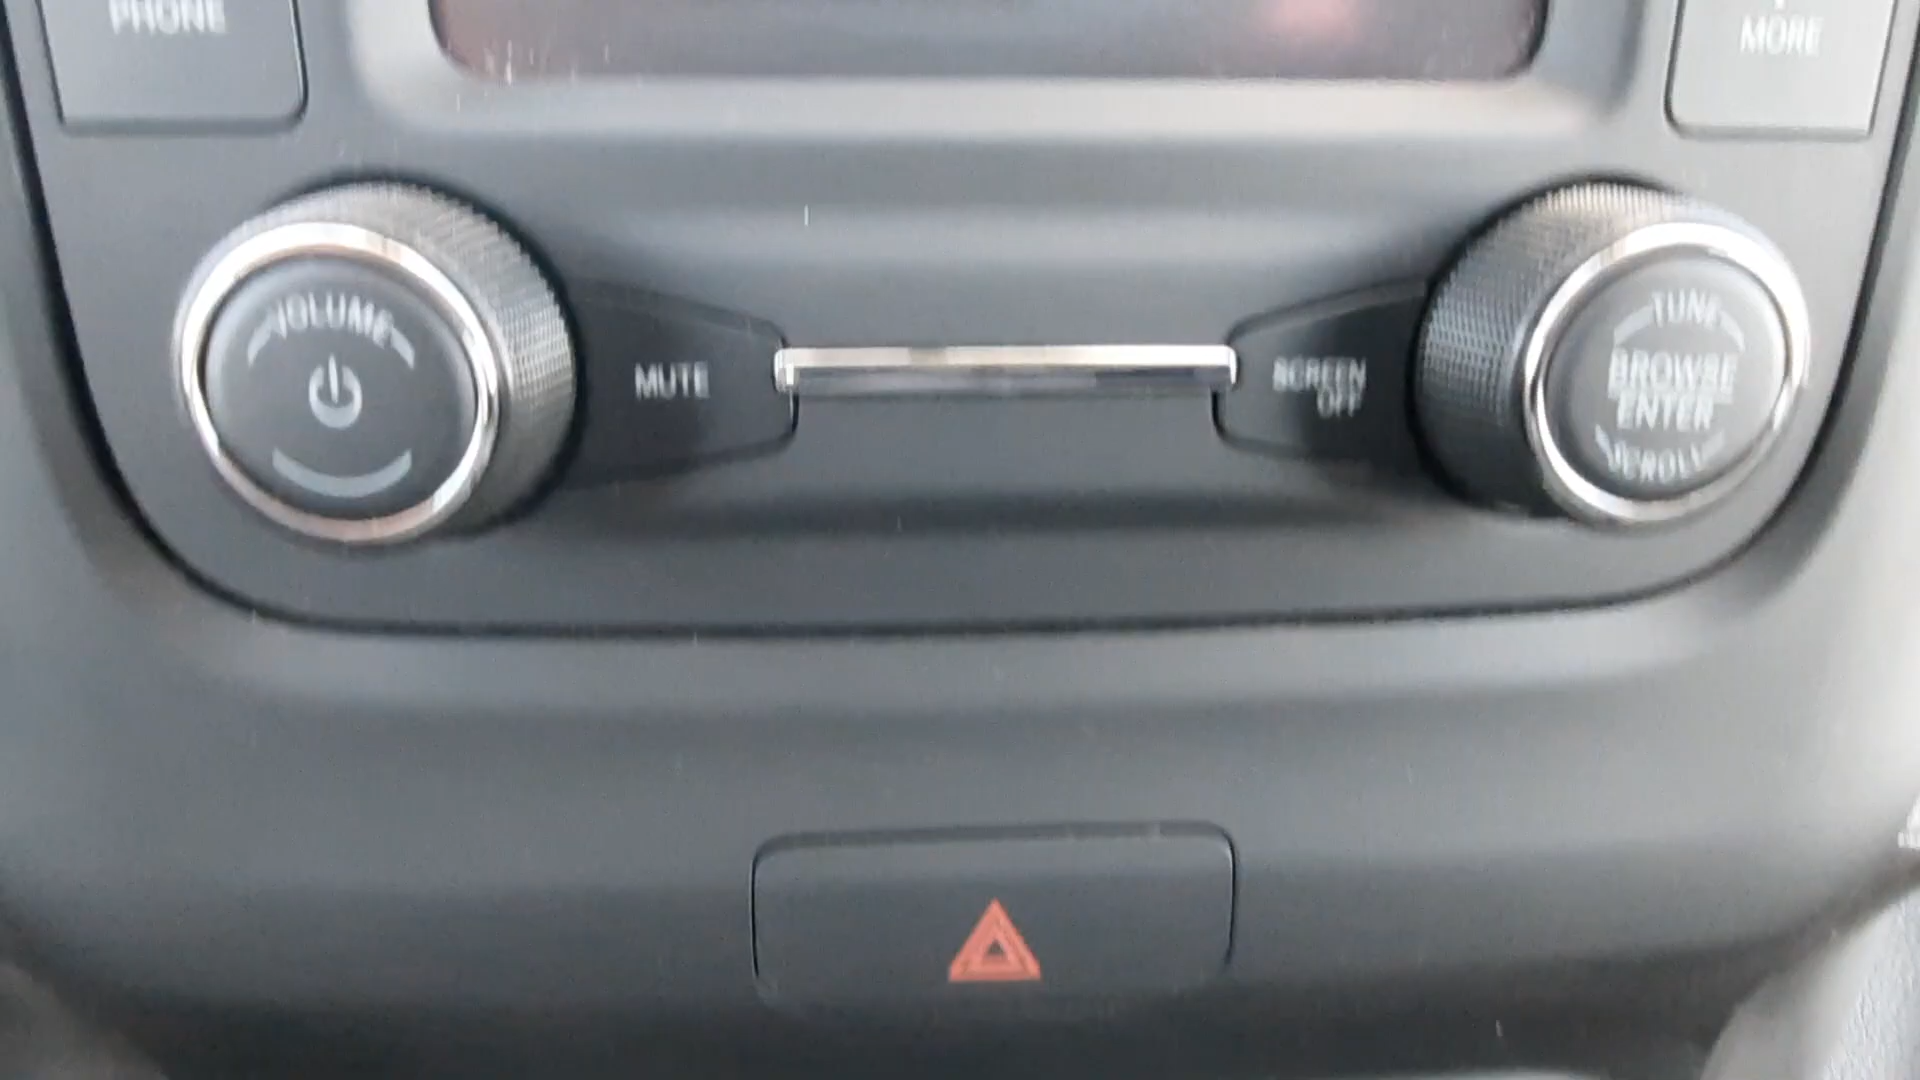 PHONE
MORE
VOLUME
MUTE
SCREEN
OFF
TUNE
BROWSE
ENTER
SCROLL